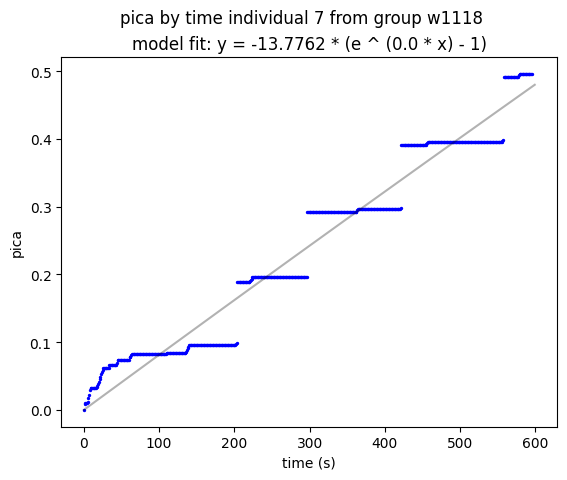 pica by time individual 7 from group w1118
model fit: y = -13.7762 * (e ^ (0.0 * x) - 1)
0.5
0.4
0.3
0.2
0.1
0.0
pica
0 100 200 300 400 500 600
time (s)